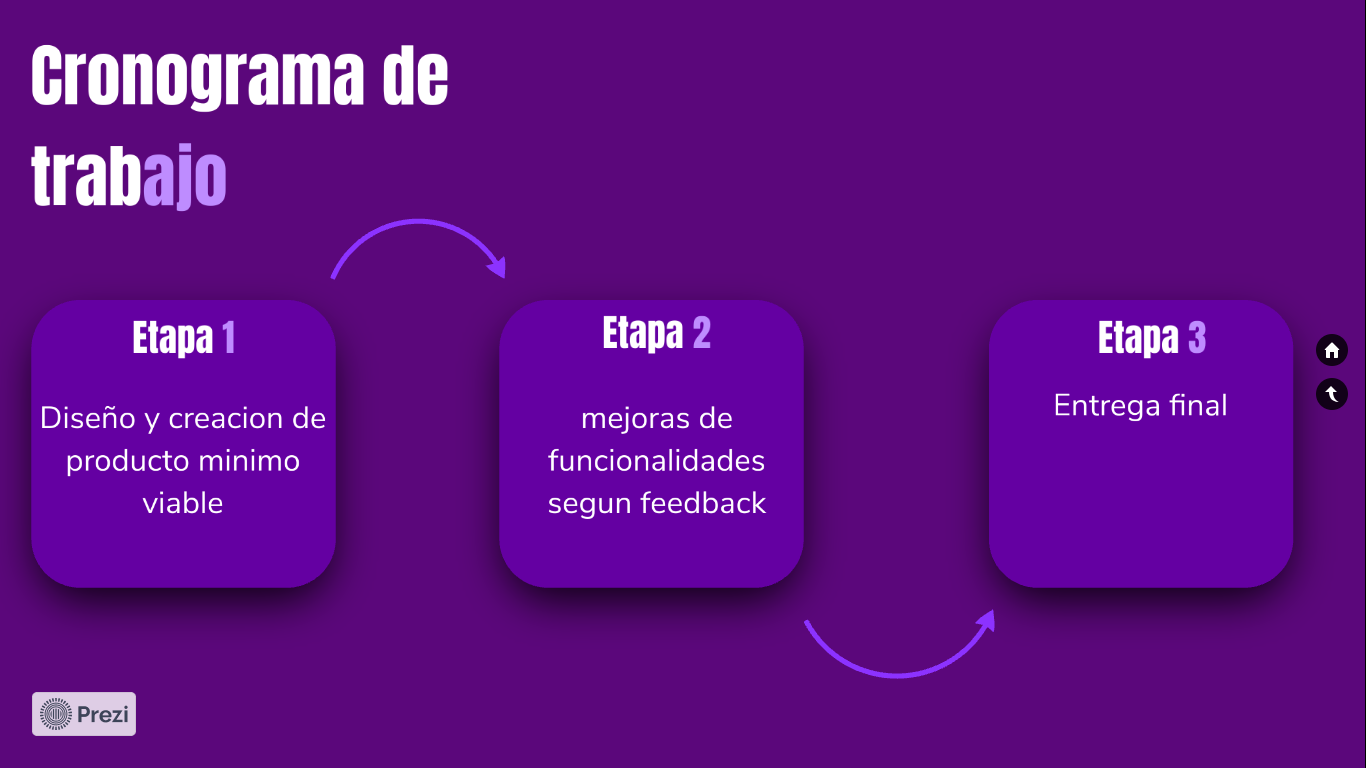 Cronograma de
trabajo
Etapa 1
Diseño y creacion de
producto minimo
viable
Etapa 2
mejoras de
funcionalidades
segun feedback
Etapa 3
Entrega final
Prezi